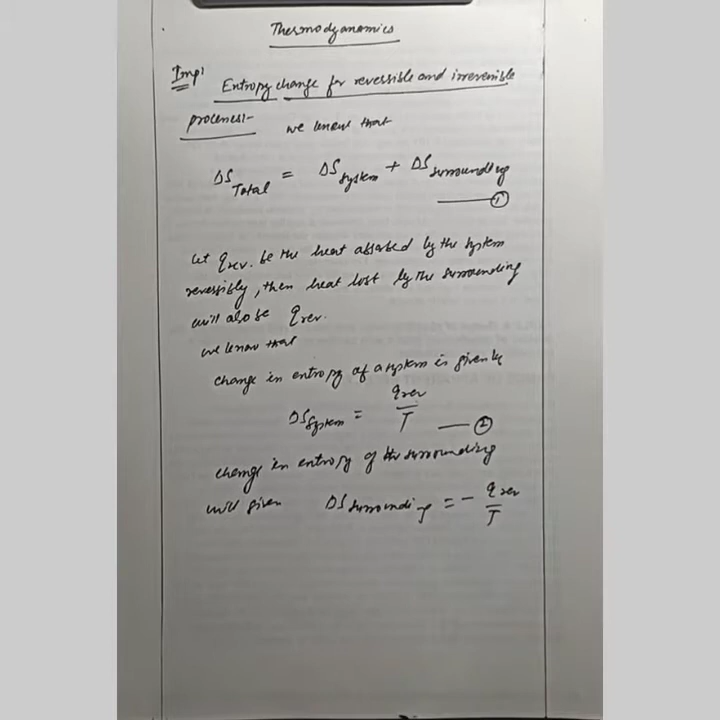 Thermodyanamics
Imp:
Entropy change for reversible and irreversible
process:-
we know that
ΔS Total = ΔS system + ΔS surrounding
①
Let qrev. be the heat absorbed by the system
reversibly, then heat lost by the surrounding
will also be qrev.
we know that
change in entropy of a system is given by
ΔS system = qrev/T ②
change in entropy of the surrounding
will given ΔS surrounding = - qrev/T